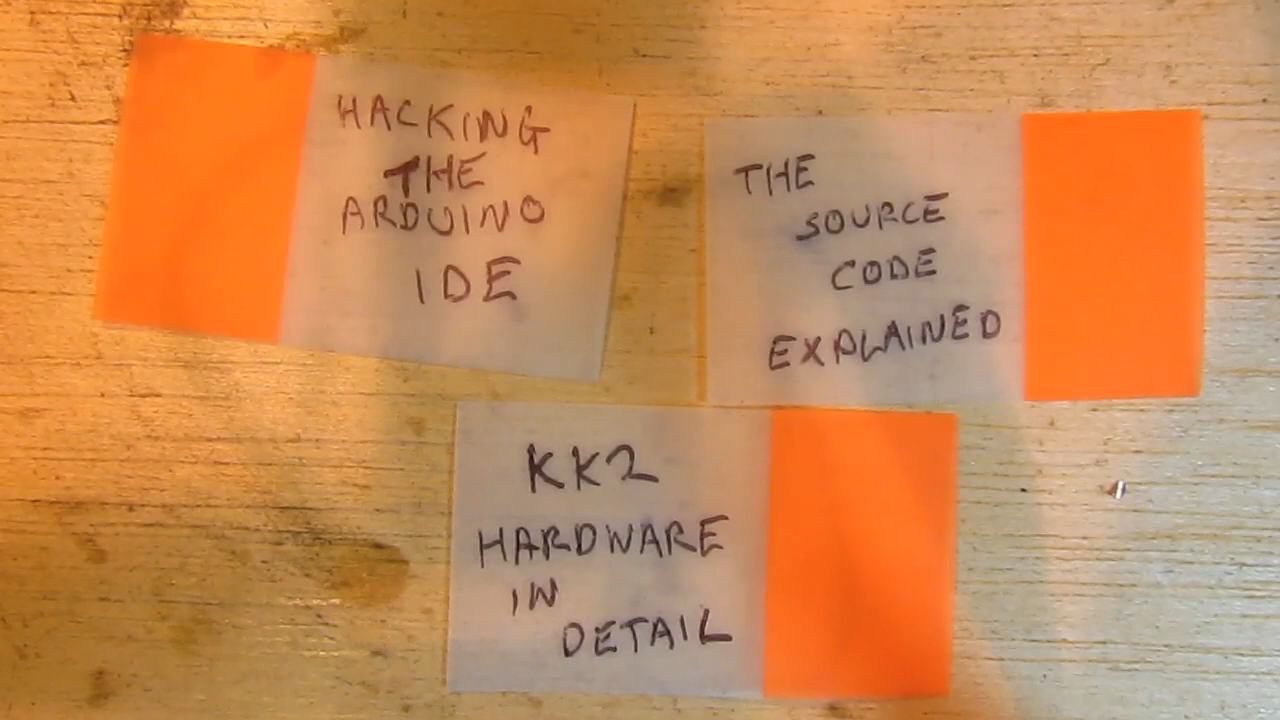 HACKING
THE
ARDUINO
IDE
THE
SOURCE
CODE
EXPLAINED
KK2
HARDWARE
IN
DETAIL